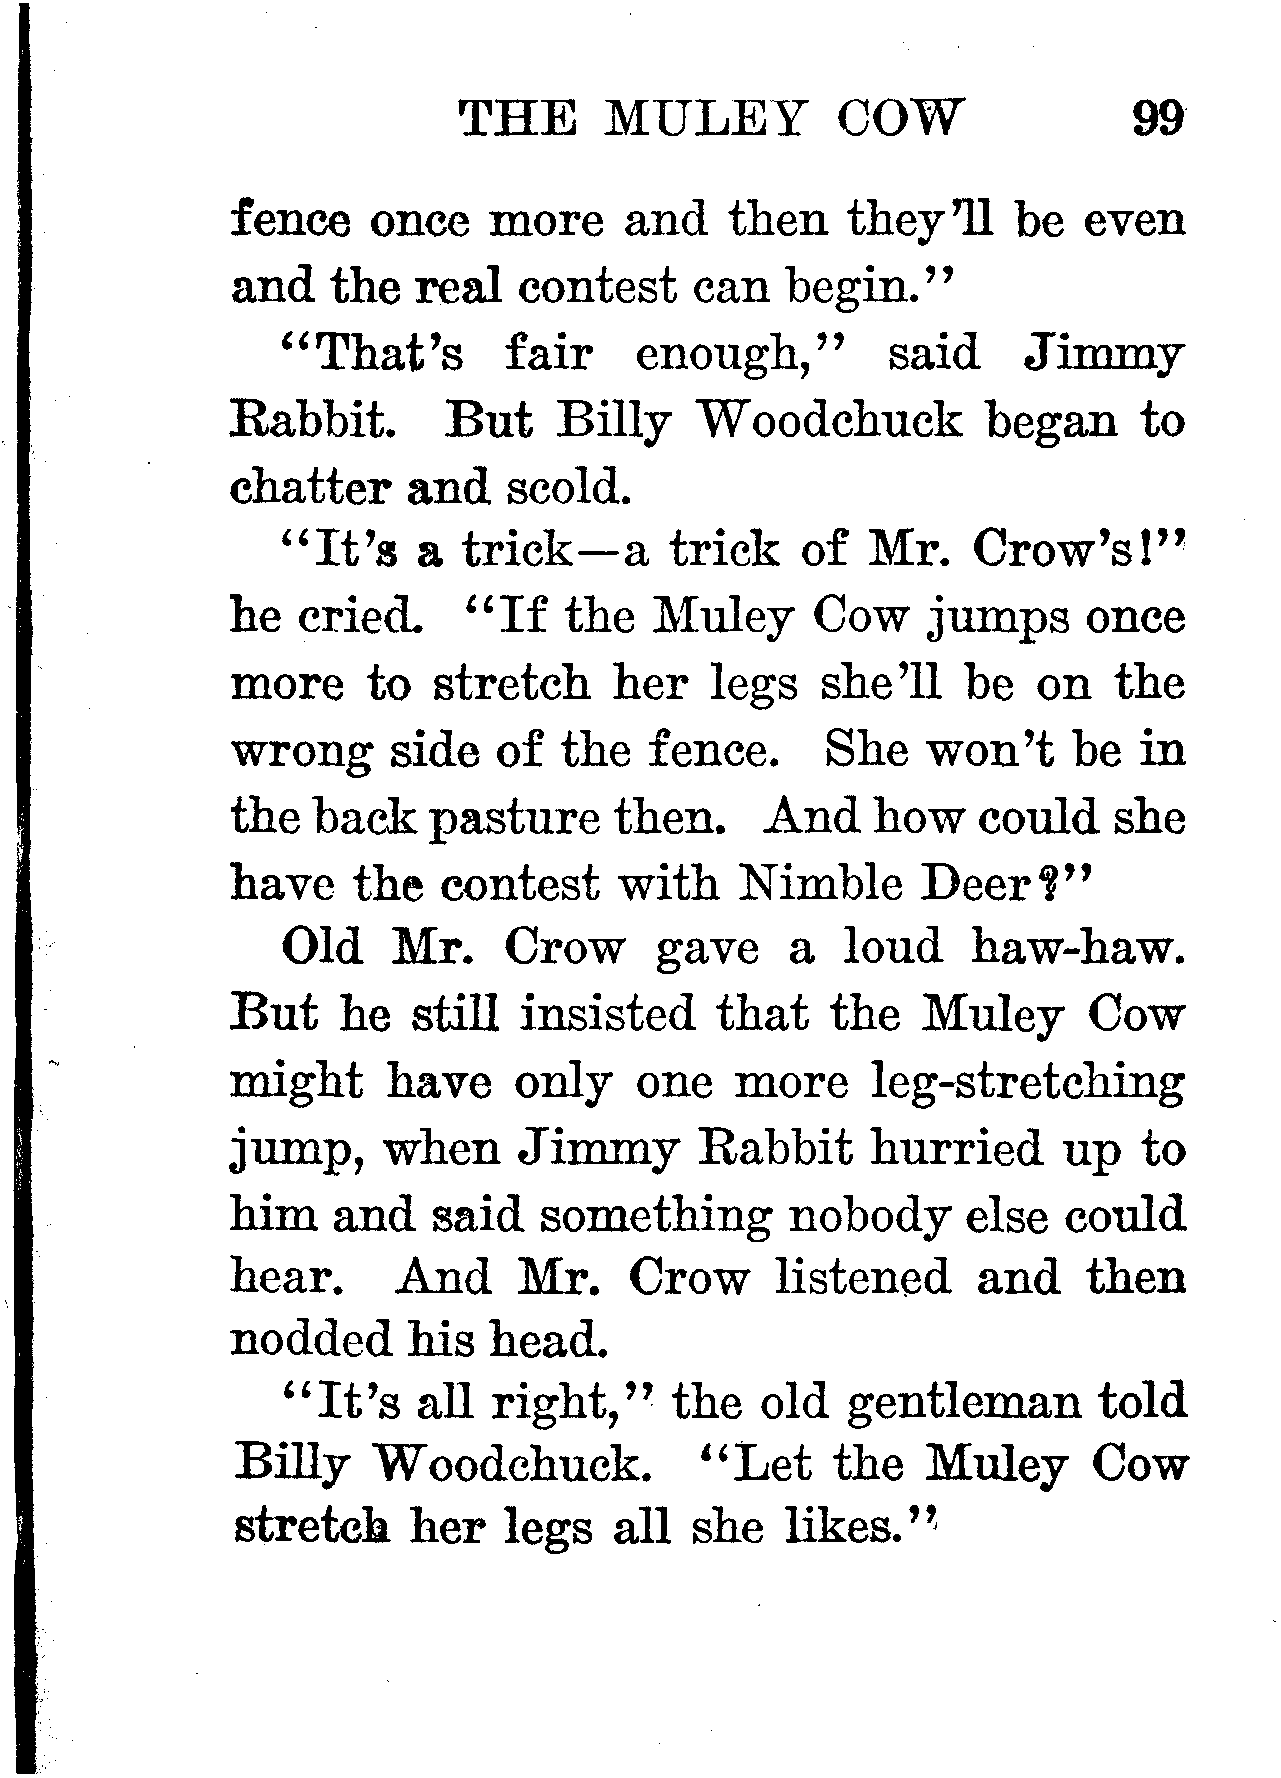 THE MULEY COW 99
fence once more and then they'll be even
and the real contest can begin."
"That's fair enough," said Jimmy
Rabbit. But Billy Woodchuck began to
chatter and scold.
"It's a trick—a trick of Mr. Crow's!"
he cried. "If the Muley Cow jumps once
more to stretch her legs she'll be on the
wrong side of the fence. She won't be in
the back pasture then. And how could she
have the contest with Nimble Deer?"
Old Mr. Crow gave a loud haw-haw.
But he still insisted that the Muley Cow
might have only one more leg-stretching
jump, when Jimmy Rabbit hurried up to
him and said something nobody else could
hear. And Mr. Crow listened and then
nodded his head.
"It's all right," the old gentleman told
Billy Woodchuck. "Let the Muley Cow
stretch her legs all she likes."